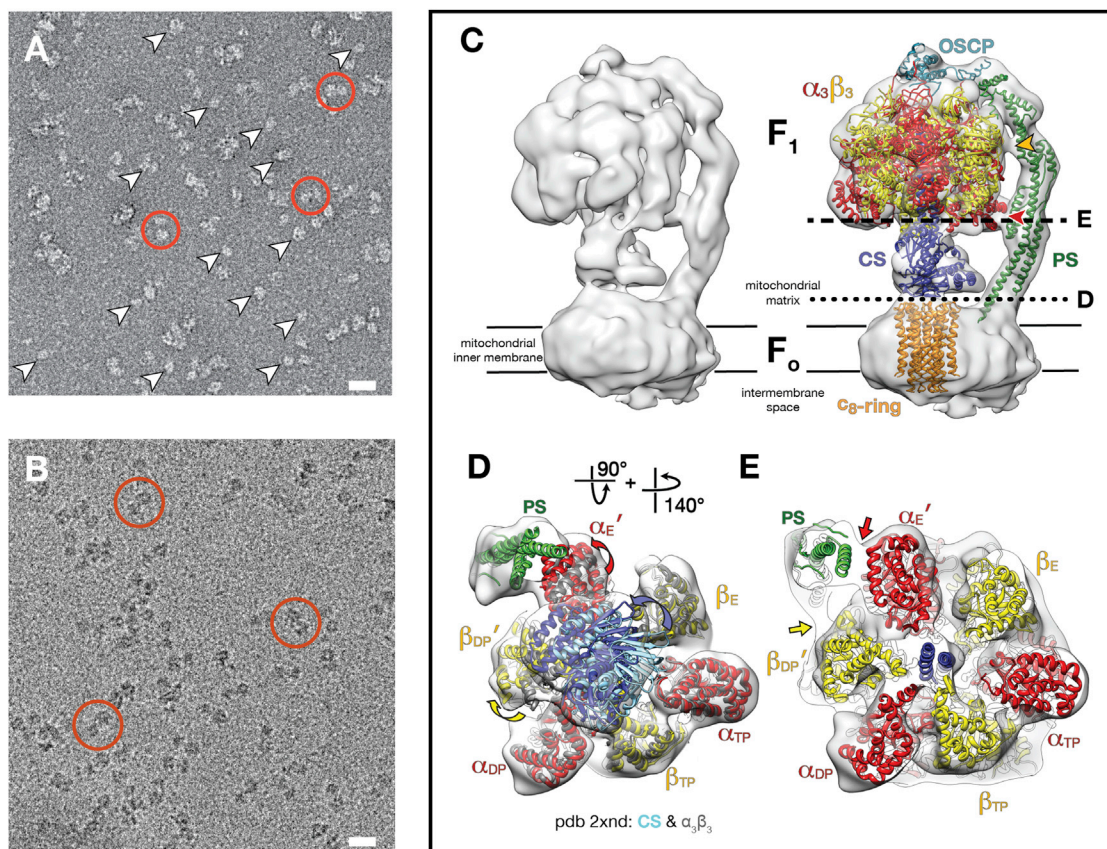 A
B
C
OSCP
α3β3
F1
E
CS
PS
mitochondrial
matrix
D
mitochondrial
inner membrane
Fo
intermembrane
space
c8-ring
D
90°
+
140°
PS
αE′
βE
βDP′
αTP
αDP
βTP
pdb 2xnd: CS & α3β3
E
PS
αE′
βE
βDP′
αTP
αDP
βTP